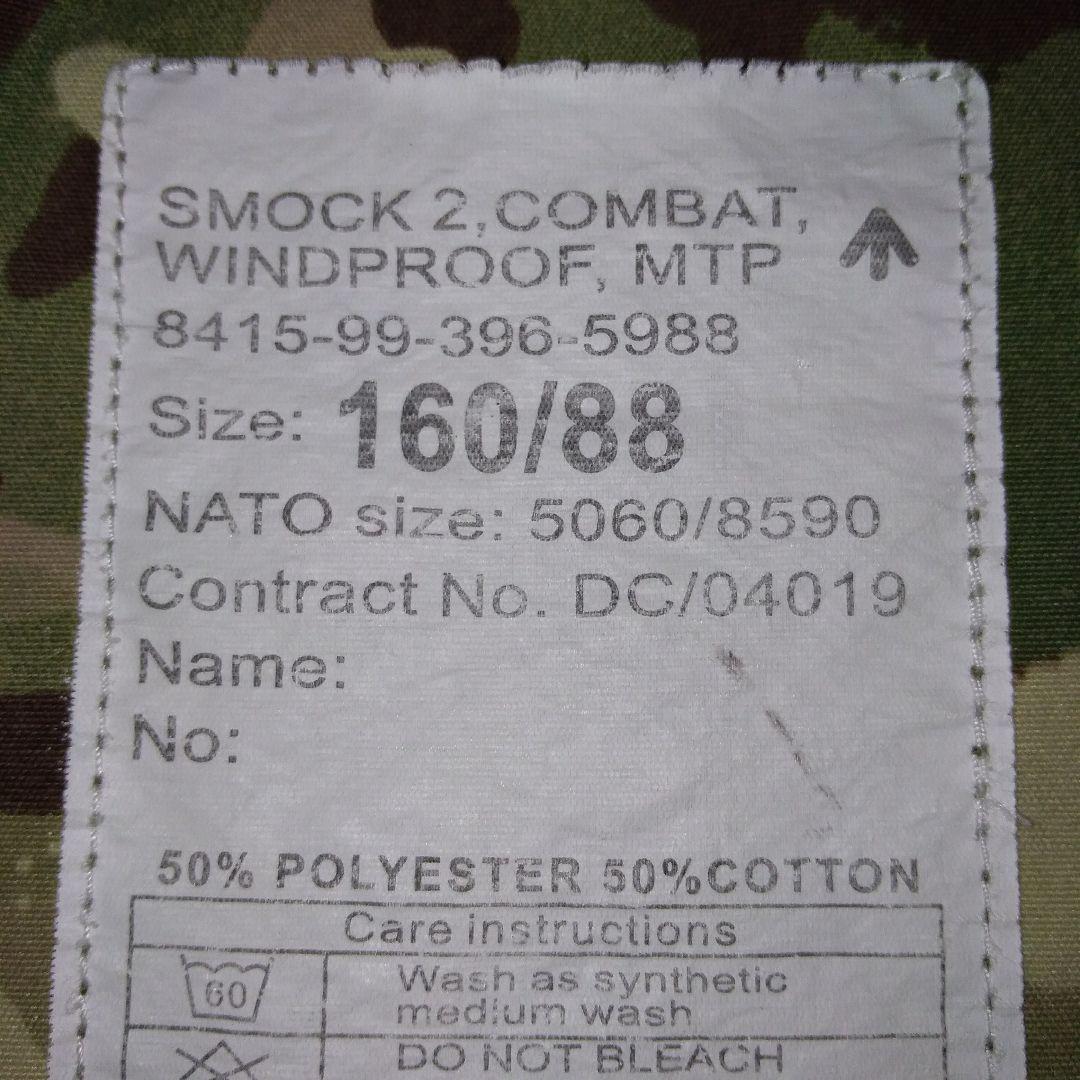 SMOCK 2, COMBAT,
WINDPROOF, MTP
8415-99-396-5988
Size: 160/88
NATO size: 5060/8590
Contract No. DC/04019
Name:
No:
50% POLYESTER 50%COTTON
Care instructions
60
Wash as synthetic
medium wash
DO NOT BLEACH